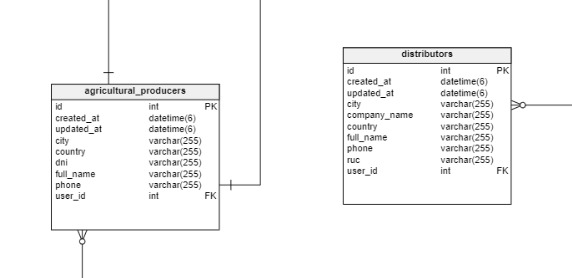 agricultural_producers
id int PK
created_at datetime(6)
updated_at datetime(6)
city varchar(255)
country varchar(255)
dni varchar(255)
full_name varchar(255)
phone varchar(255)
user_id int FK
distributors
id int PK
created_at datetime(6)
updated_at datetime(6)
city varchar(255)
company_name varchar(255)
country varchar(255)
full_name varchar(255)
phone varchar(255)
ruc varchar(255)
user_id int FK